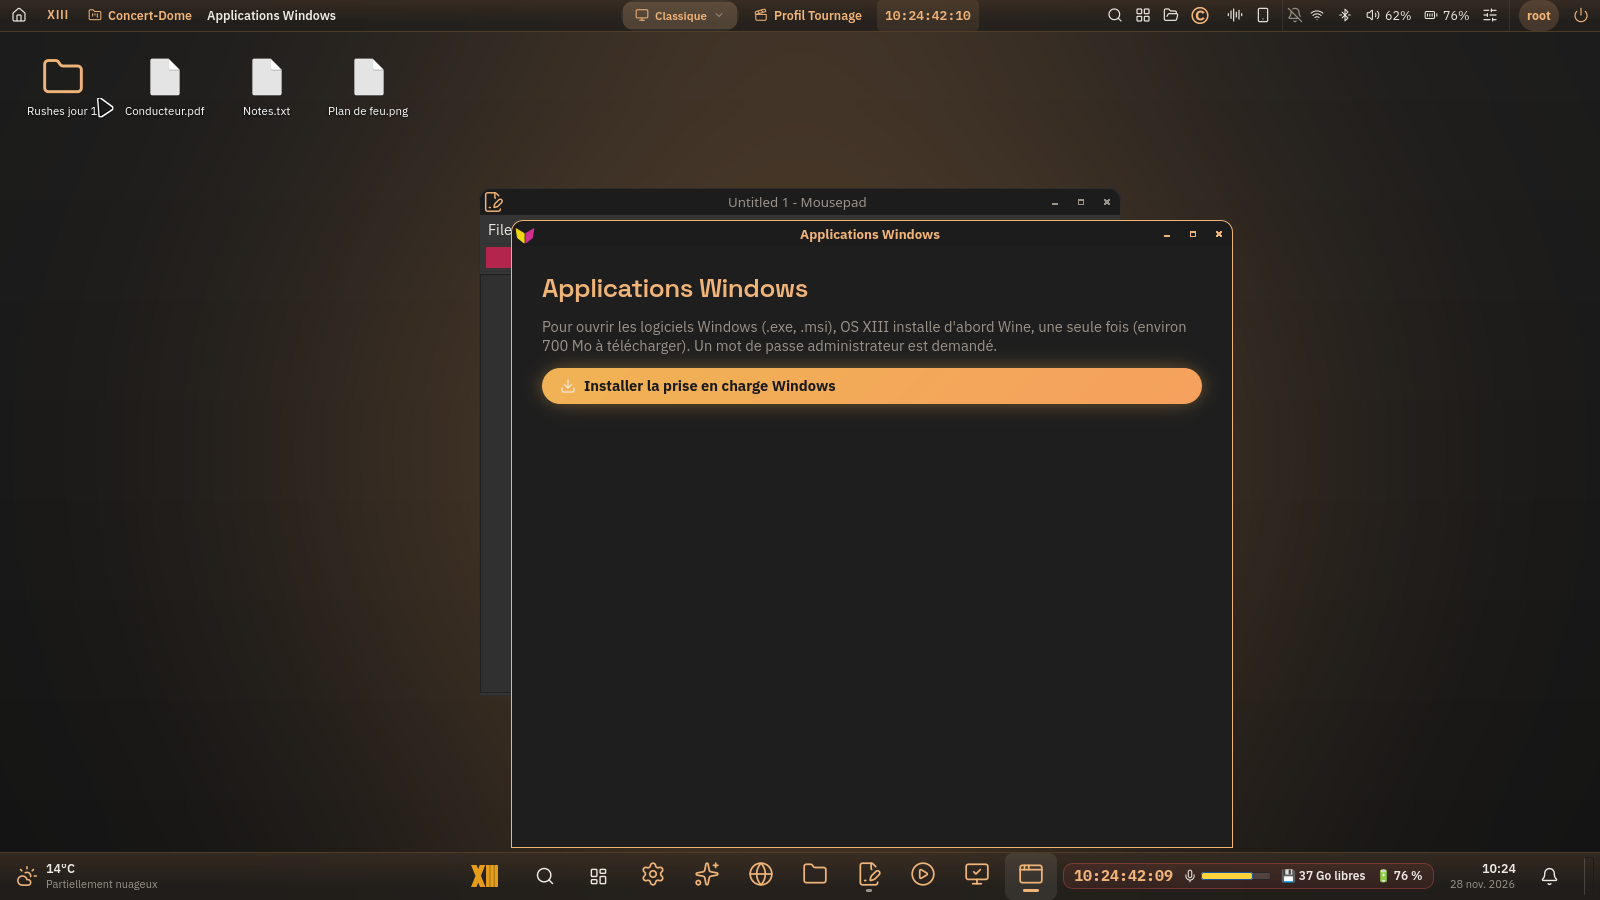 XIII Concert-Dome Applications Windows Classique Profil Tournage 10:24:42:10 62% 76% root
Rushes jour 1 Conducteur.pdf Notes.txt Plan de feu.png
Untitled 1 - Mousepad
File
Applications Windows
Applications Windows
Pour ouvrir les logiciels Windows (.exe, .msi), OS XIII installe d'abord Wine, une seule fois (environ
700 Mo à télécharger). Un mot de passe administrateur est demandé.
Installer la prise en charge Windows
14°C
Partiellement nuageux
XIII
10:24:42:09 37 Go libres 76 %
10:24
28 nov. 2026